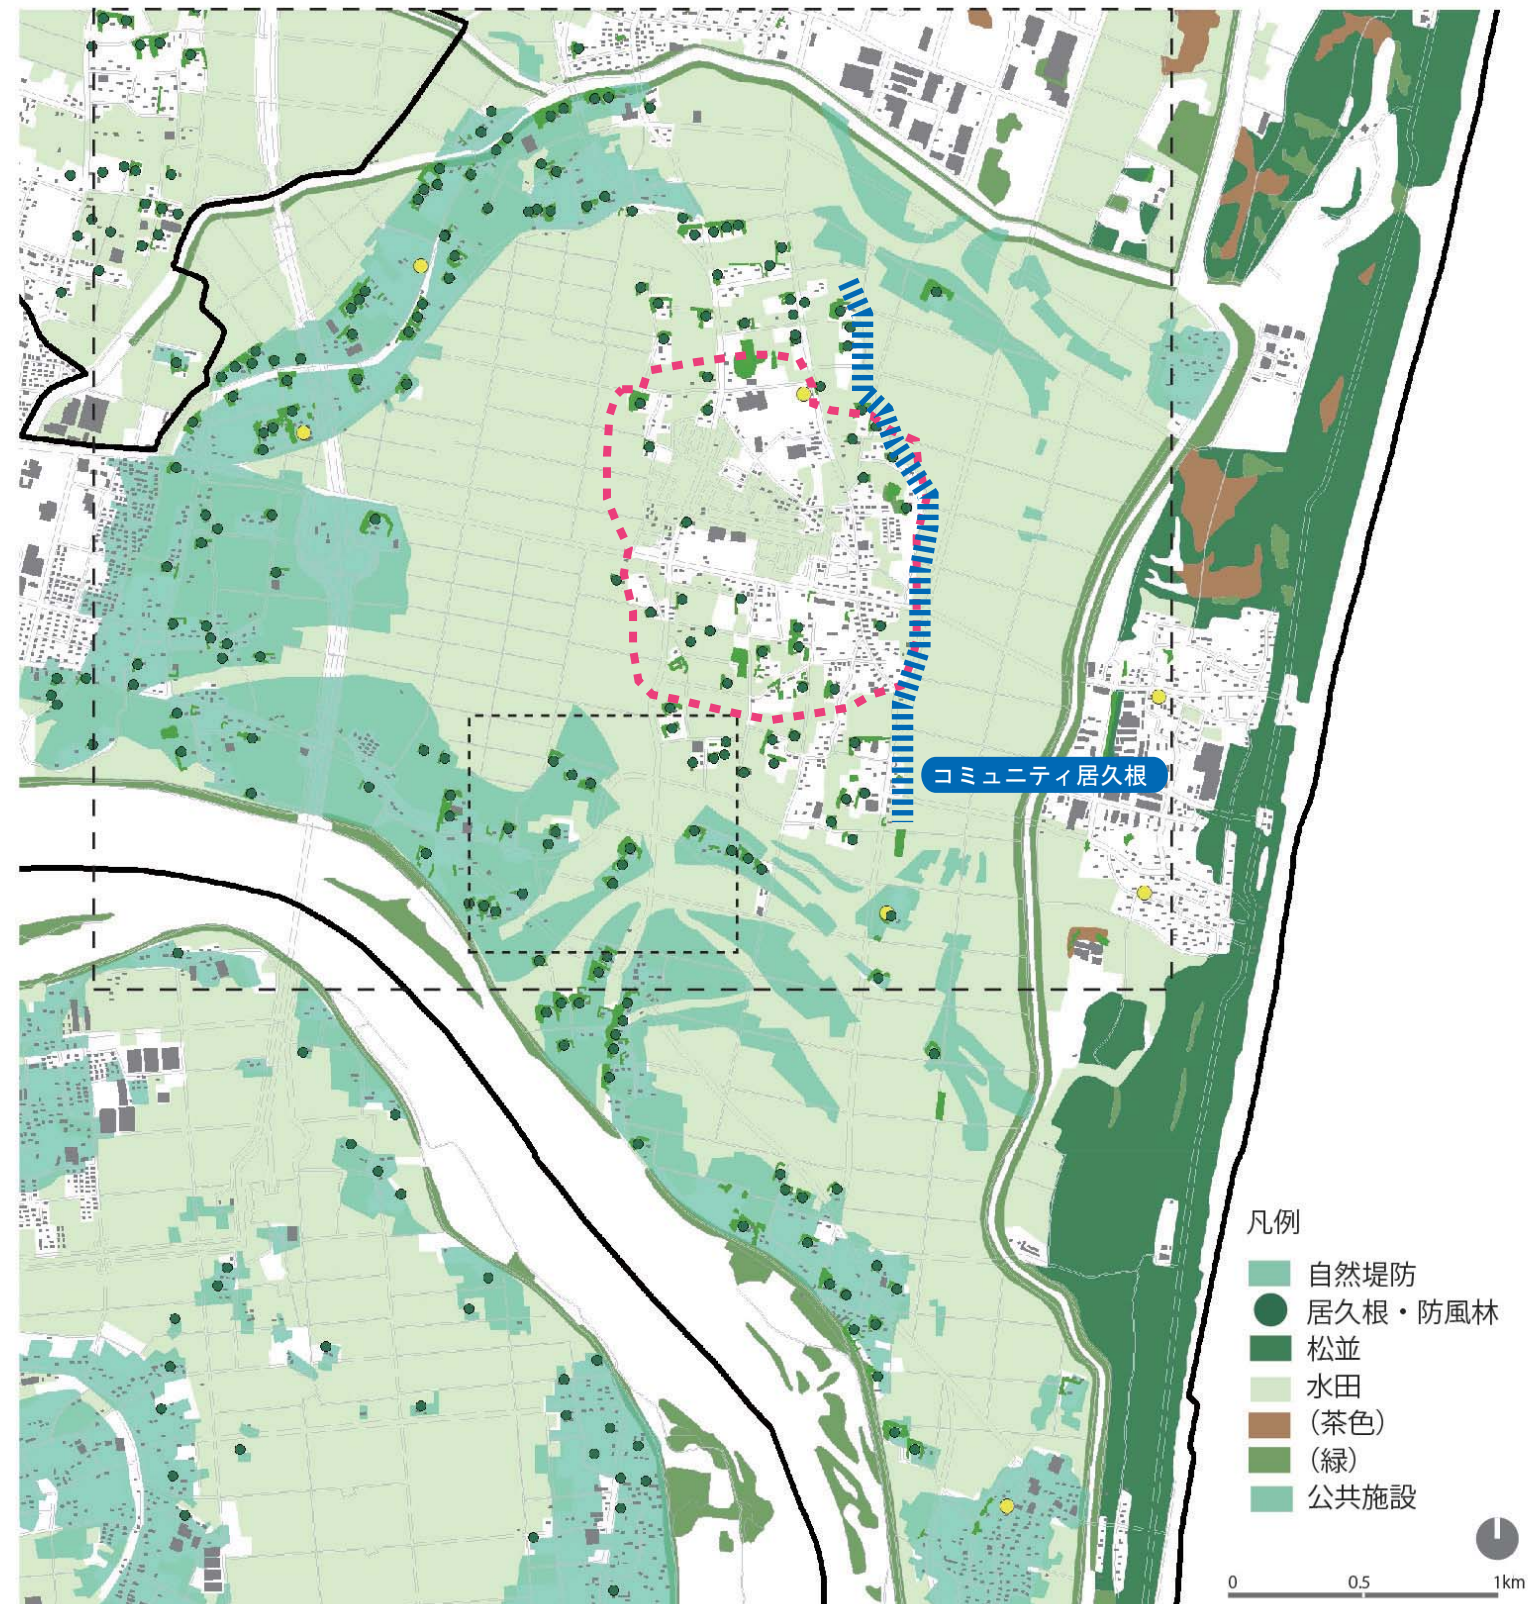 コミュニティ居久根
凡例
自然堤防
居久根・防風林
松並
水田
（茶色）
（緑）
公共施設
0 0.5 1km